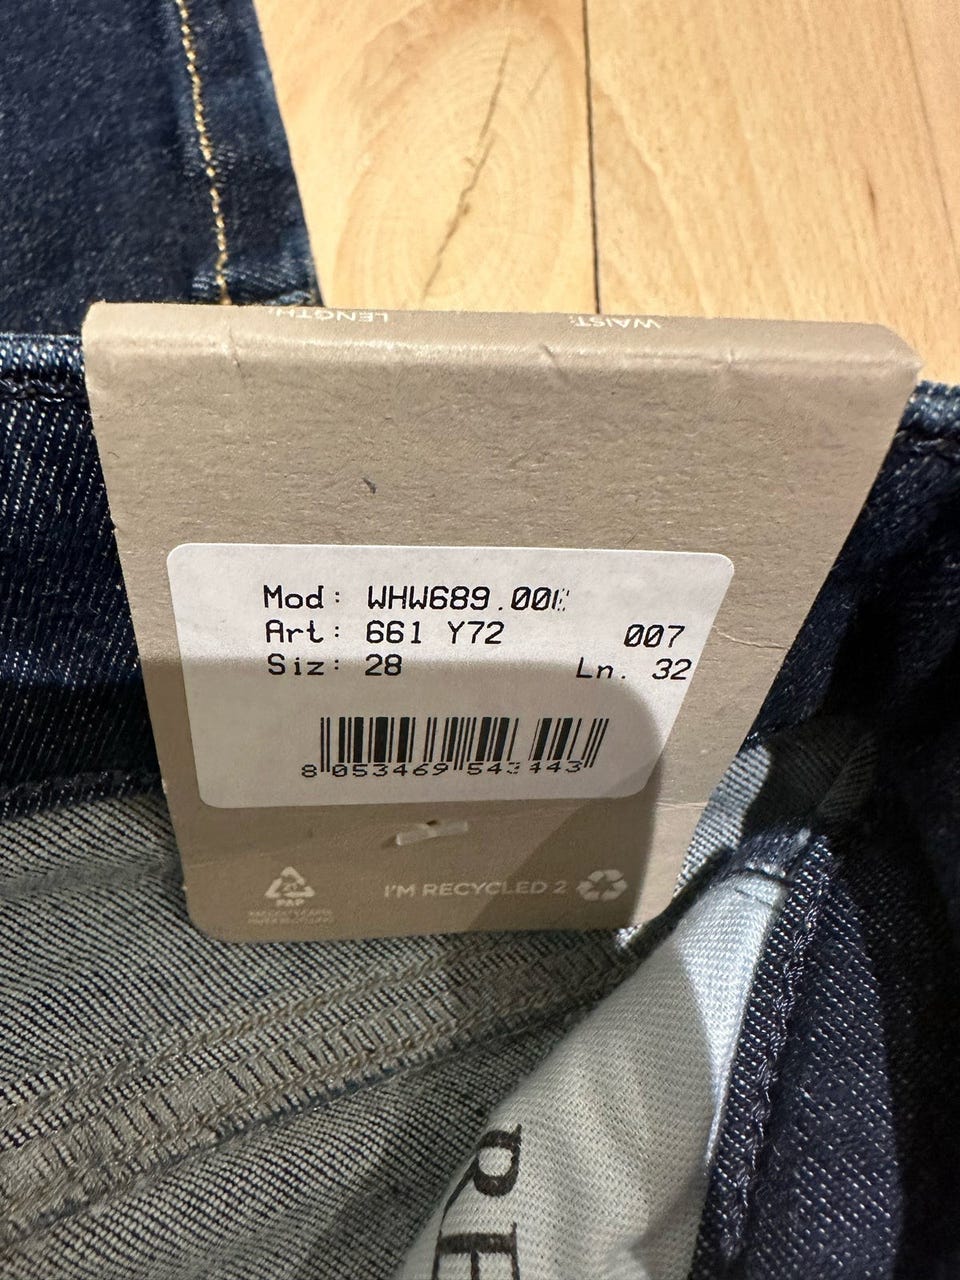 LENGTH: WAIST:
Mod: WHW689.00
Art: 661 Y72 007
Siz: 28 Ln. 32
8 053469 543443
PAP
I'M RECYCLED 2
RE